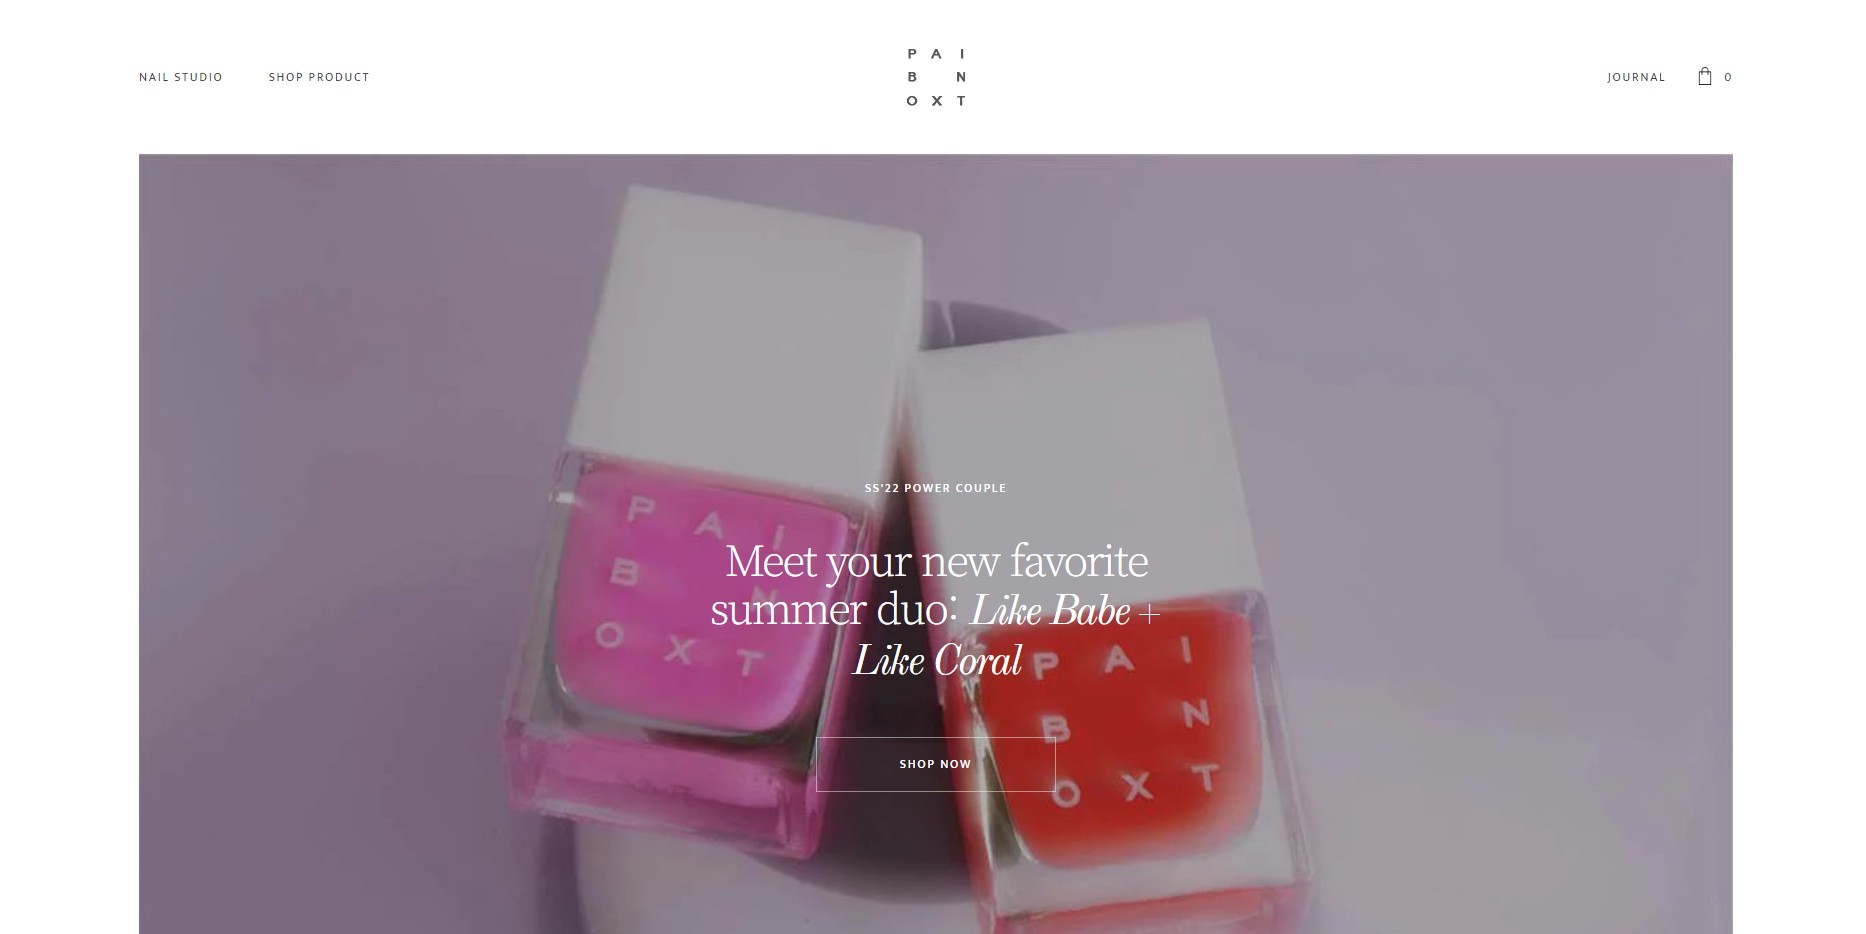 NAIL STUDIO
SHOP PRODUCT
P A I
B N
O X T
JOURNAL
0
P A I
B N
O X T
SS'22 POWER COUPLE
Meet your new favorite
summer duo: Like Babe +
Like Coral
P A I
B N
O X T
SHOP NOW